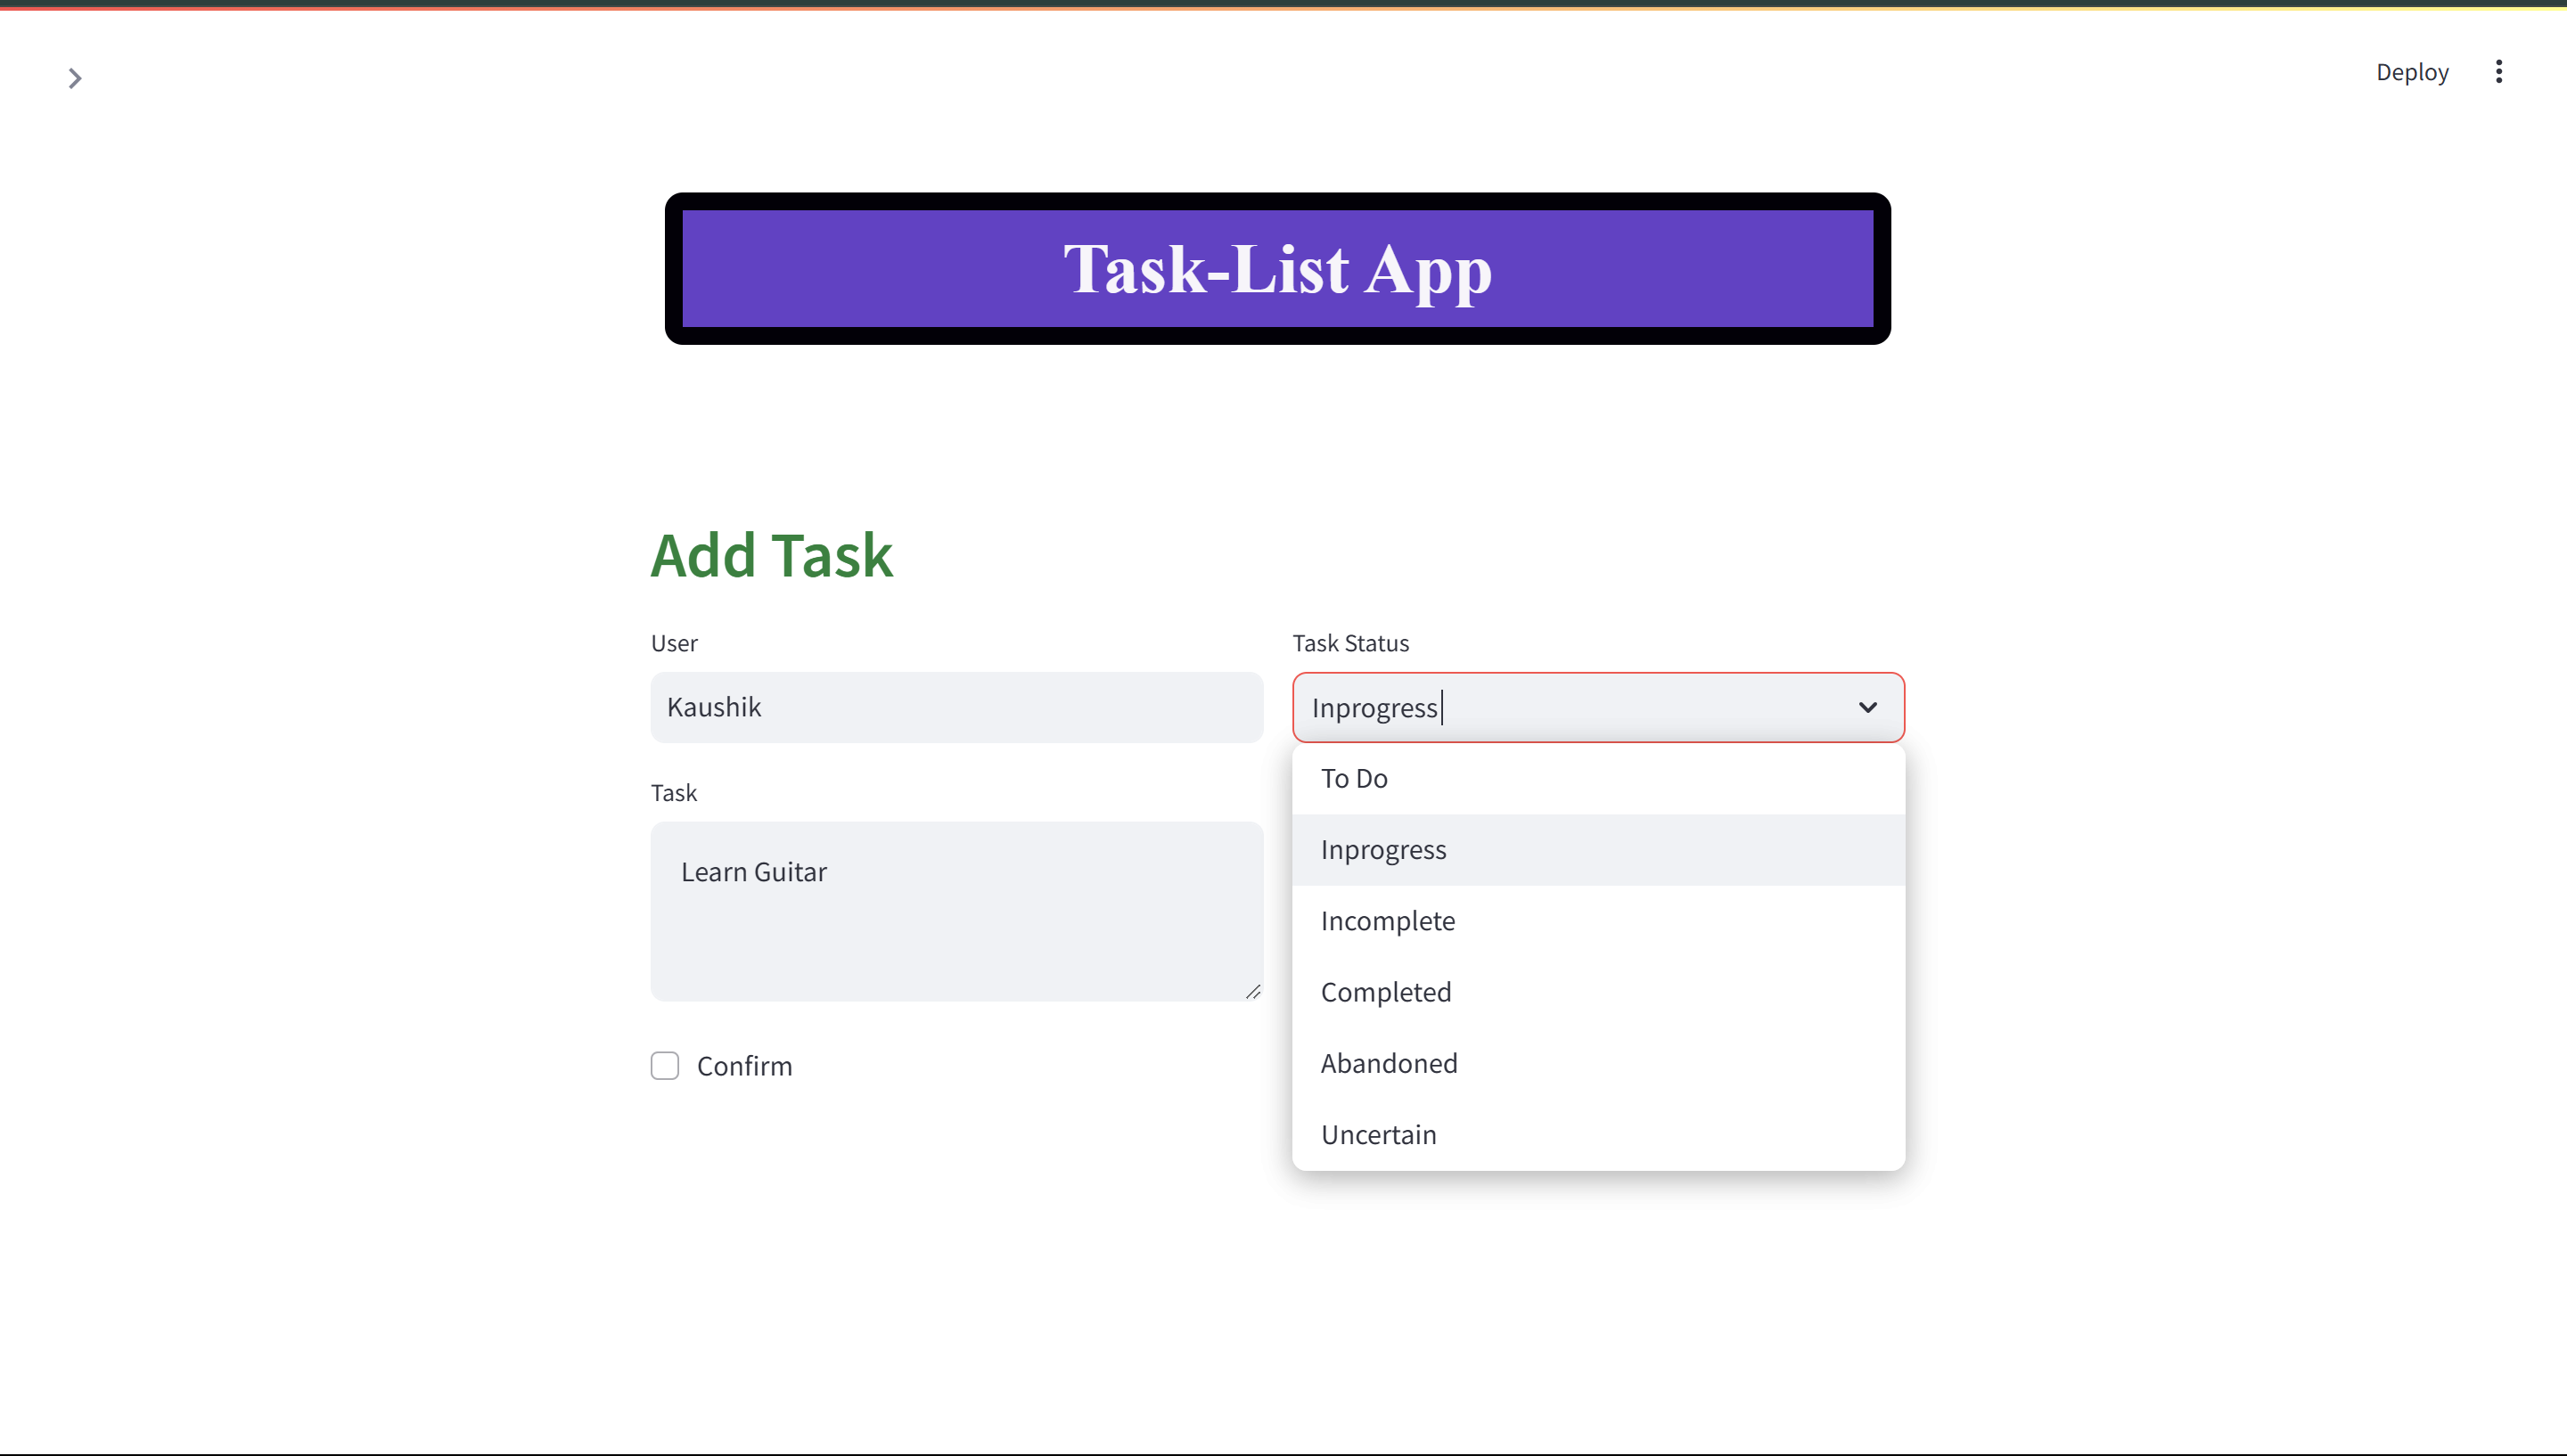 Deploy
Task-List App
Add Task
User
Kaushik
Task Status
Inprogress
Task
Learn Guitar
Confirm
To Do
Inprogress
Incomplete
Completed
Abandoned
Uncertain